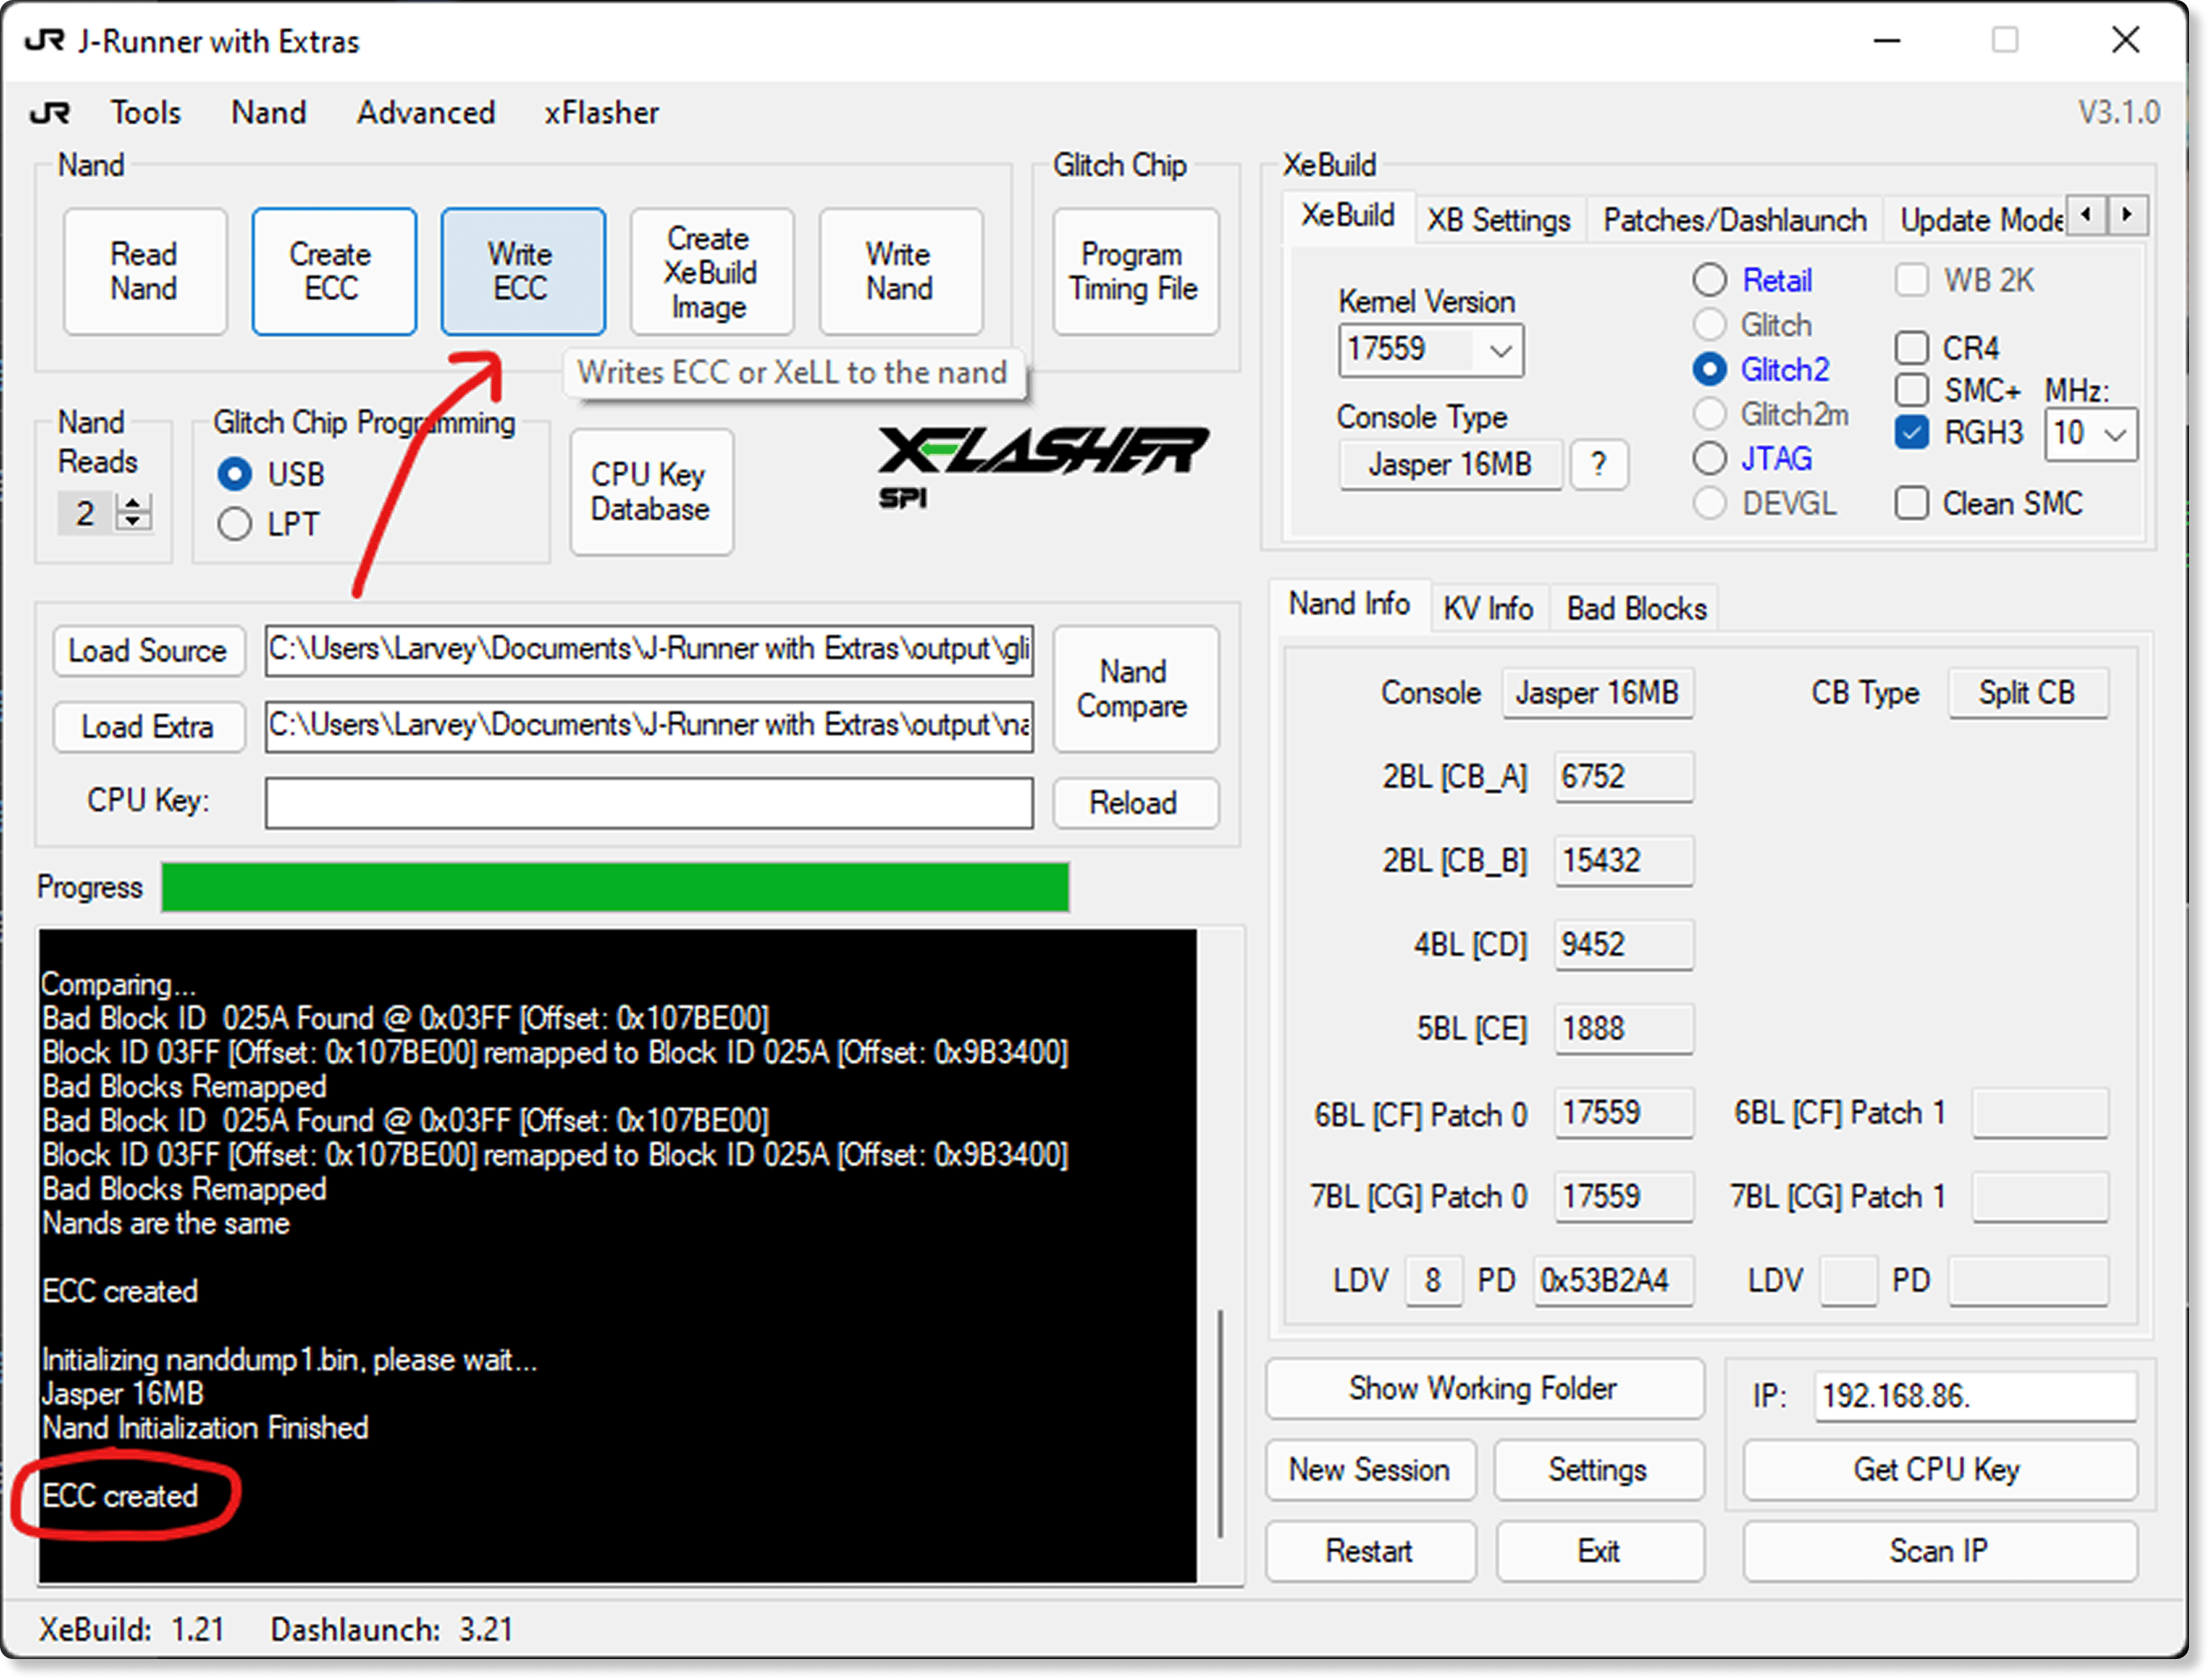 J-Runner with Extras
Tools Nand Advanced xFlasher V3.1.0
Nand
Read Nand
Create ECC
Write ECC
Create XeBuild Image
Write Nand
Glitch Chip
Program Timing File
Writes ECC or XeLL to the nand
Nand Reads
2
Glitch Chip Programming
USB
LPT
CPU Key Database
XFLASHER
SPI
XeBuild
XeBuild XB Settings Patches/Dashlaunch Update Mode
Kernel Version
17559
Console Type
Jasper 16MB ?
Retail
Glitch
Glitch2
Glitch2m
JTAG
DEVGL
WB 2K
CR4
SMC+ MHz:
RGH3 10
Clean SMC
Load Source C:\Users\Larvey\Documents\J-Runner with Extras\output\gli
Load Extra C:\Users\Larvey\Documents\J-Runner with Extras\output\na
Nand Compare
CPU Key:
Reload
Progress
Comparing...
Bad Block ID  025A Found @ 0x03FF [Offset: 0x107BE00]
Block ID 03FF [Offset: 0x107BE00] remapped to Block ID 025A [Offset: 0x9B3400]
Bad Blocks Remapped
Bad Block ID  025A Found @ 0x03FF [Offset: 0x107BE00]
Block ID 03FF [Offset: 0x107BE00] remapped to Block ID 025A [Offset: 0x9B3400]
Bad Blocks Remapped
Nands are the same
ECC created
Initializing nanddump1.bin, please wait...
Jasper 16MB
Nand Initialization Finished
ECC created
Nand Info KV Info Bad Blocks
Console Jasper 16MB CB Type Split CB
2BL [CB_A] 6752
2BL [CB_B] 15432
4BL [CD] 9452
5BL [CE] 1888
6BL [CF] Patch 0 17559 6BL [CF] Patch 1
7BL [CG] Patch 0 17559 7BL [CG] Patch 1
LDV 8 PD 0x53B2A4 LDV PD
Show Working Folder
New Session Settings
Restart Exit
IP: 192.168.86.
Get CPU Key
Scan IP
XeBuild: 1.21 Dashlaunch: 3.21